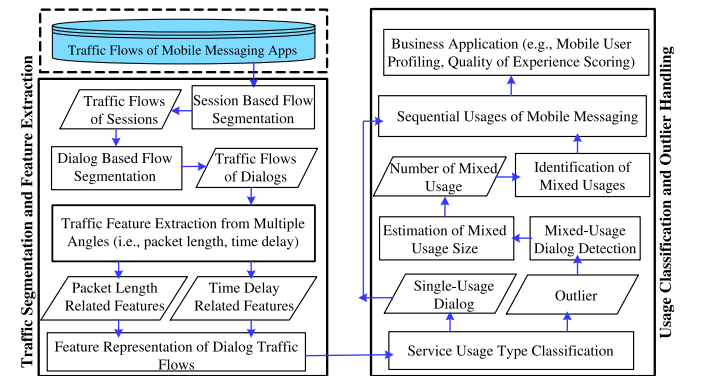 Traffic Flows of Mobile Messaging Apps
Traffic Segmentation and Feature Extraction
Session Based Flow
Segmentation
Traffic Flows
of Sessions
Dialog Based Flow
Segmentation
Traffic Flows
of Dialogs
Traffic Feature Extraction from Multiple
Angles (i.e., packet length, time delay)
Packet Length
Related Features
Time Delay
Related Features
Feature Representation of Dialog Traffic
Flows
Usage Classification and Outlier Handling
Business Application (e.g., Mobile User
Profiling, Quality of Experience Scoring)
Sequential Usages of Mobile Messaging
Number of Mixed
Usage
Identification of
Mixed Usages
Estimation of Mixed
Usage Size
Mixed-Usage
Dialog Detection
Single-Usage
Dialog
Outlier
Service Usage Type Classification